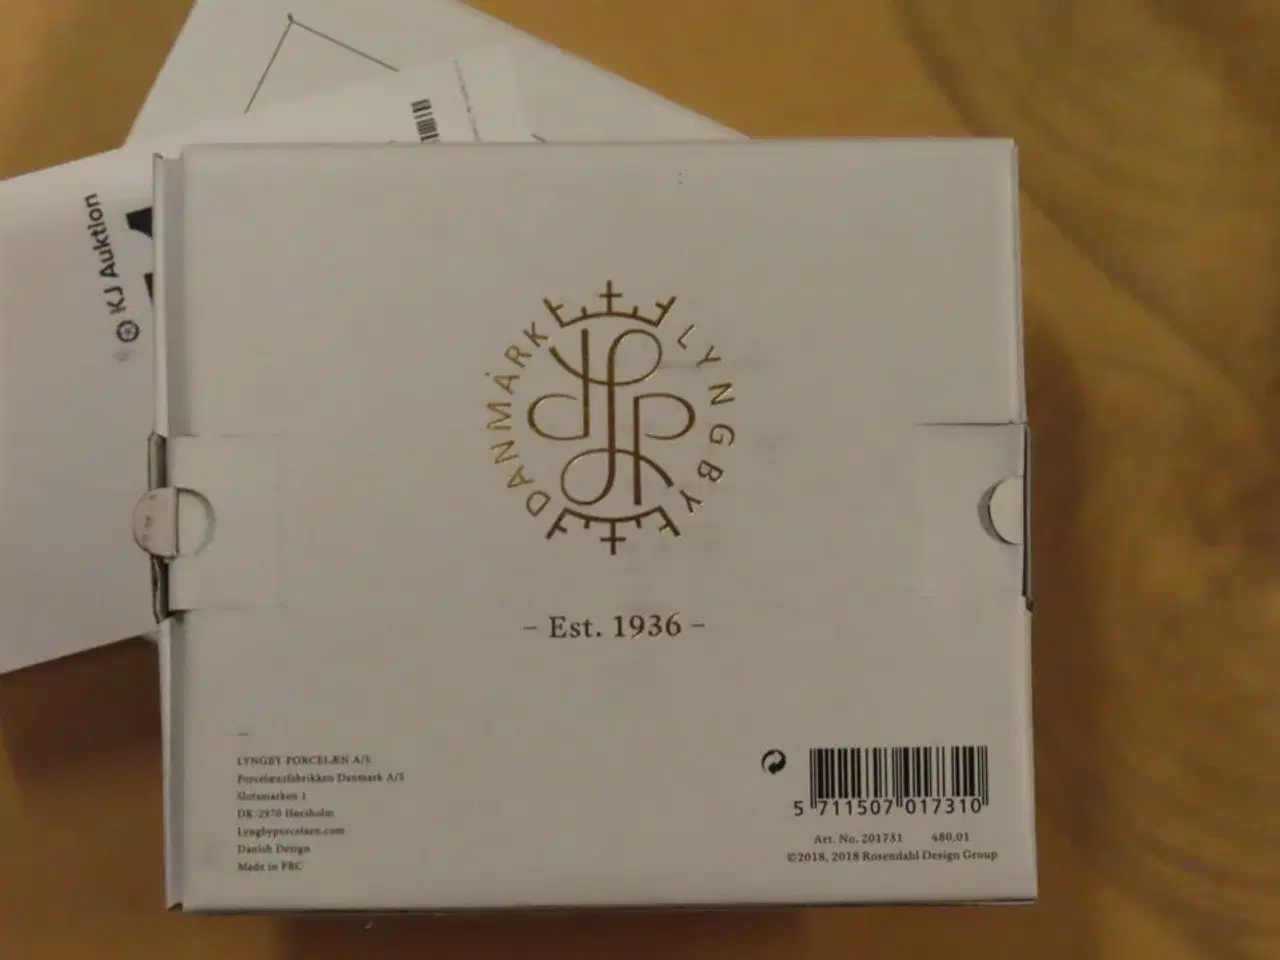 KJ Auktion
DANMARK LYNGBY
– Est. 1936 –
LYNGBY PORCELÆN A/S
Porcelænsfabrikken Danmark A/S
Slotsmarken 1
DK-2970 Hørsholm
Lyngbyporcelæn.com
Danish Design
Made in PRC
5 711507 017310
Art. No. 201731 480,01
©2018, 2018 Rosendahl Design Group